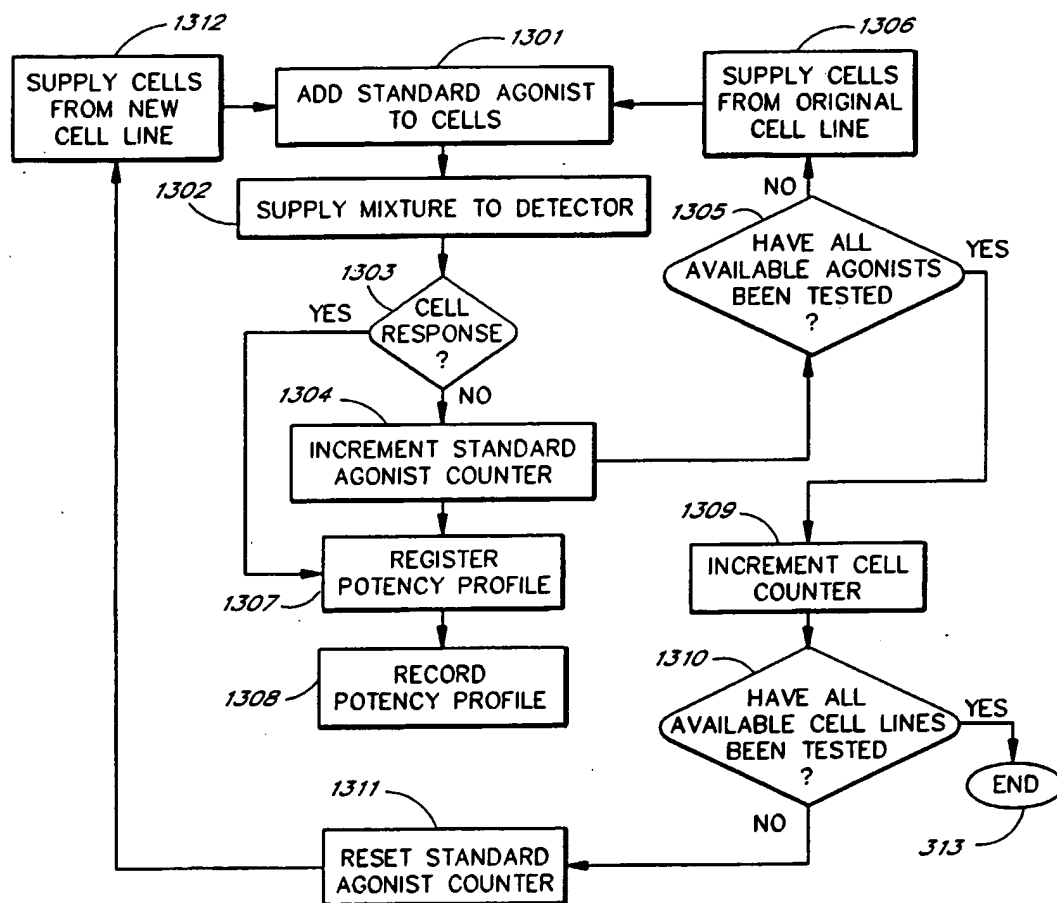 1312
SUPPLY CELLS
FROM NEW
CELL LINE
1301
ADD STANDARD AGONIST
TO CELLS
1306
SUPPLY CELLS
FROM ORIGINAL
CELL LINE
1302
SUPPLY MIXTURE TO DETECTOR
NO
1305
HAVE ALL
AVAILABLE AGONISTS
BEEN TESTED
?
YES
1303
YES
CELL
RESPONSE
?
NO
1304
INCREMENT STANDARD
AGONIST COUNTER
REGISTER
POTENCY PROFILE
1307
RECORD
POTENCY PROFILE
1308
1309
INCREMENT CELL
COUNTER
1310
HAVE ALL
AVAILABLE CELL LINES
BEEN TESTED
?
YES
END
313
NO
1311
RESET STANDARD
AGONIST COUNTER